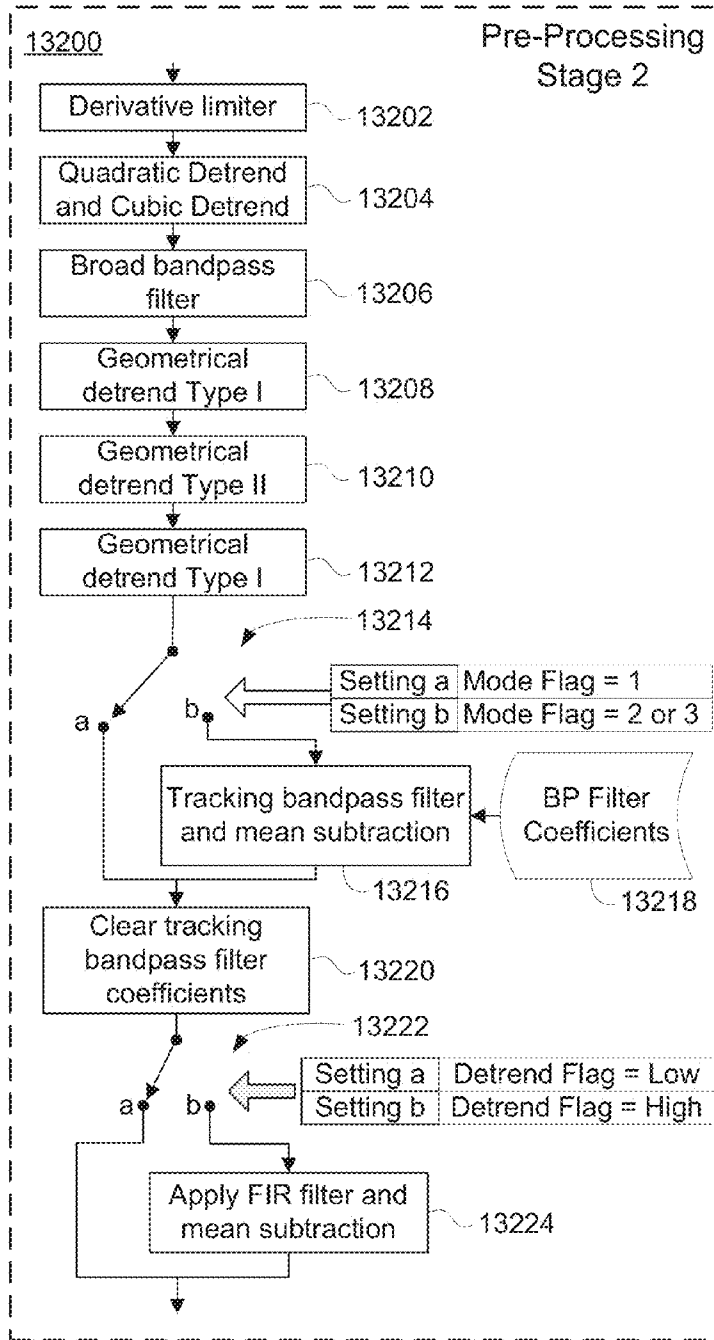 13200
Pre-Processing
Stage 2
Derivative limiter
13202
Quadratic Detrend
and Cubic Detrend
13204
Broad bandpass
filter
13206
Geometrical
detrend Type I
13208
Geometrical
detrend Type II
13210
Geometrical
detrend Type I
13212
13214
a
b
Setting a Mode Flag = 1
Setting b Mode Flag = 2 or 3
Tracking bandpass filter
and mean subtraction
13216
BP Filter
Coefficients
13218
Clear tracking
bandpass filter
coefficients
13220
13222
a
b
Setting a Detrend Flag = Low
Setting b Detrend Flag = High
Apply FIR filter and
mean subtraction
13224